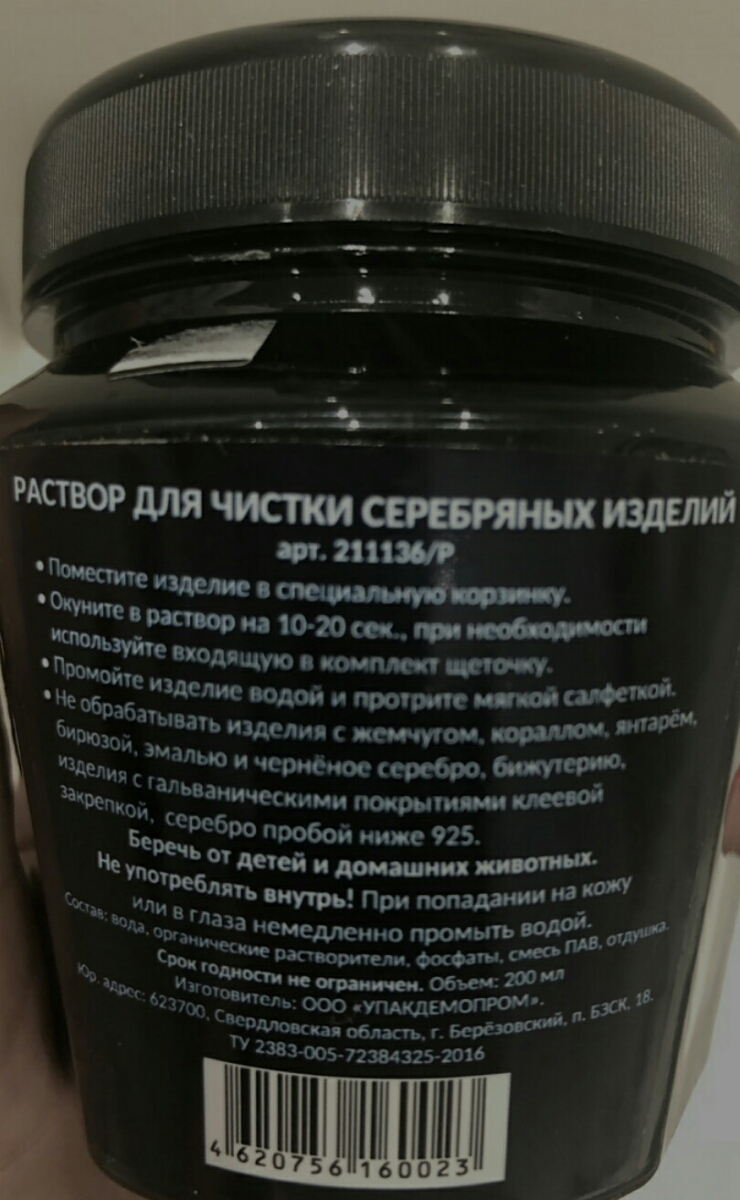 РАСТВОР ДЛЯ ЧИСТКИ СЕРЕБРЯНЫХ ИЗДЕЛИЙ
арт. 211136/Р
• Поместите изделие в специальную корзинку.
• Окуните в раствор на 10-20 сек., при необходимости
используйте входящую в комплект щеточку.
• Промойте изделие водой и протрите мягкой салфеткой.
• Не обрабатывать изделия с жемчугом, кораллом, янтарём,
бирюзой, эмалью и чернёное серебро, бижутерию,
изделия с гальваническими покрытиями клеевой
закрепкой, серебро пробой ниже 925.
Беречь от детей и домашних животных.
Не употреблять внутрь! При попадании на кожу
или в глаза немедленно промыть водой.
Состав: вода, органические растворители, фосфаты, смесь ПАВ, отдушка.
Срок годности не ограничен. Объем: 200 мл
Изготовитель: ООО «УПАКДЕМОПРОМ».
Юр. адрес: 623700, Свердловская область, г. Берёзовский, п. БЗСК, 18.
ТУ 2383-005-72384325-2016
4 620756 160023